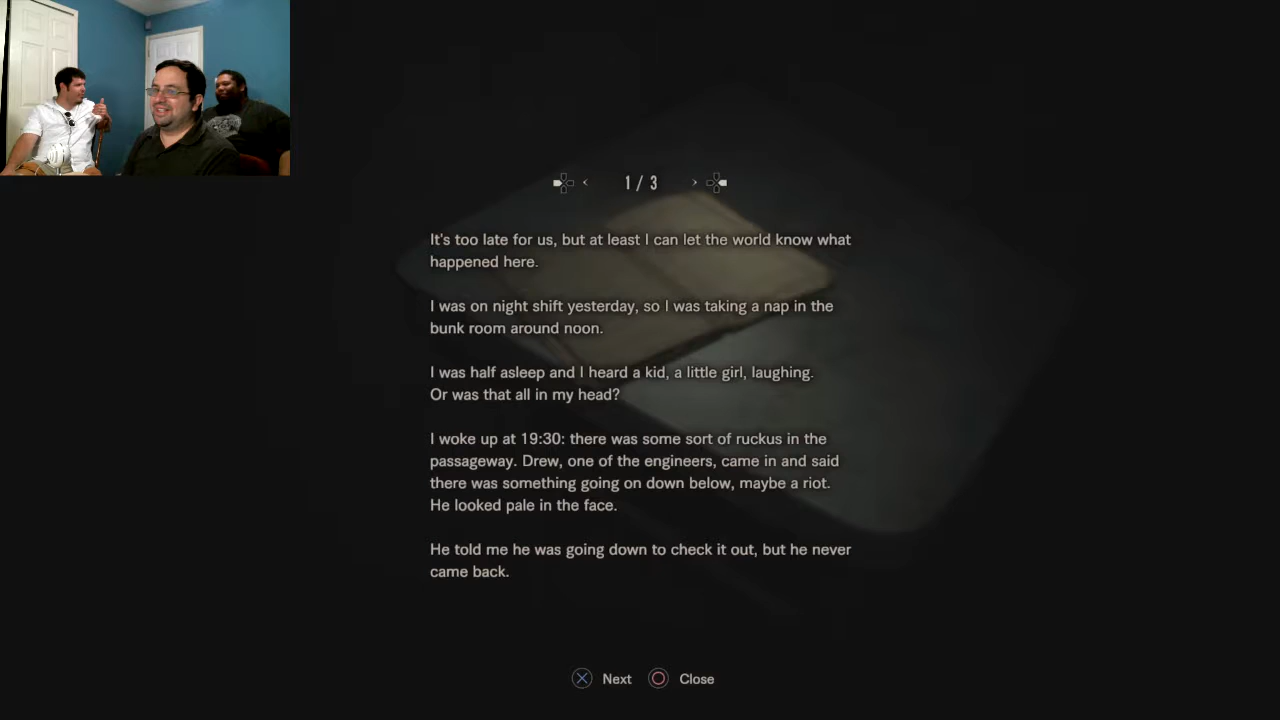 1 / 3
It's too late for us, but at least I can let the world know what
happened here.
I was on night shift yesterday, so I was taking a nap in the
bunk room around noon.
I was half asleep and I heard a kid, a little girl, laughing.
Or was that all in my head?
I woke up at 19:30: there was some sort of ruckus in the
passageway. Drew, one of the engineers, came in and said
there was something going on down below, maybe a riot.
He looked pale in the face.
He told me he was going down to check it out, but he never
came back.
Next Close